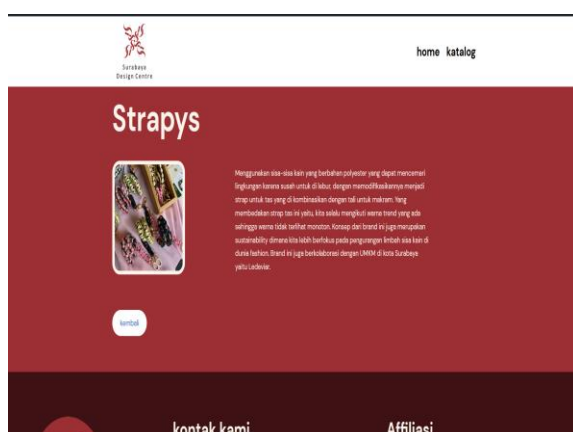 Surabaya
Design Centre
home katalog
Strapys
Menggunakan sisa-sisa kain yang berbahan polyester yang dapat mencemari
lingkungan karena susah untuk di lebur, dengan memodifikasikannya menjadi
strap untuk tas yang di kombinasikan dengan tali untuk makram. Yang
membedakan strap tas ini yaitu, kita selalu mengikuti warna trend yang ada
sehingga warna tidak terlihat monoton. Konsep dari brand ini juga merupakan
sustainability dimana kita lebih berfokus pada pengurangan limbah sisa kain di
dunia fashion. Brand ini juga berkolaborasi dengan UMKM di kota Surabaya
yaitu Ledeviar.
kembali
kontak kami
Affiliasi